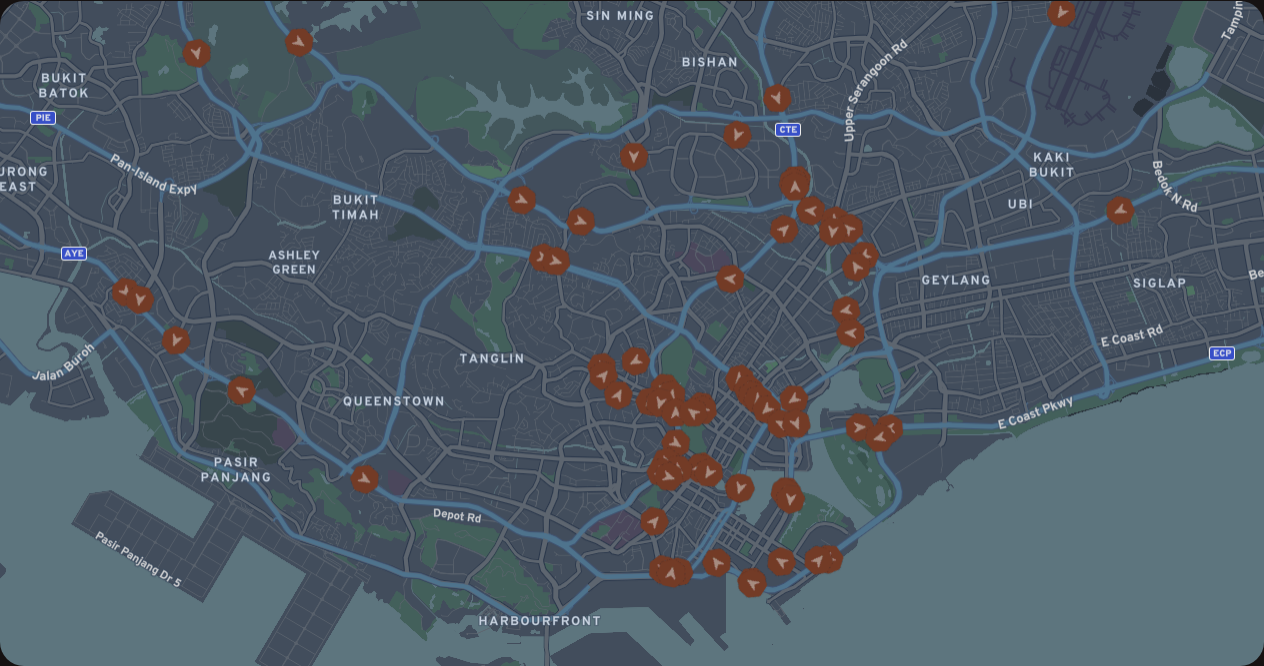 SIN MING
Tampin
BISHAN
Upper Serangoon Rd
BUKIT
BATOK
PIE
CTE
Pan-Island Expy
KAKI
BUKIT
Bedok N Rd
URONG
EAST
BUKIT
TIMAH
UBI
AYE
ASHLEY
GREEN
GEYLANG
SIGLAP
Be
Jalan Buroh
TANGLIN
E Coast Rd
ECP
QUEENSTOWN
E Coast Pkwy
PASIR
PANJANG
Depot Rd
Pasir Panjang Dr 5
HARBOURFRONT